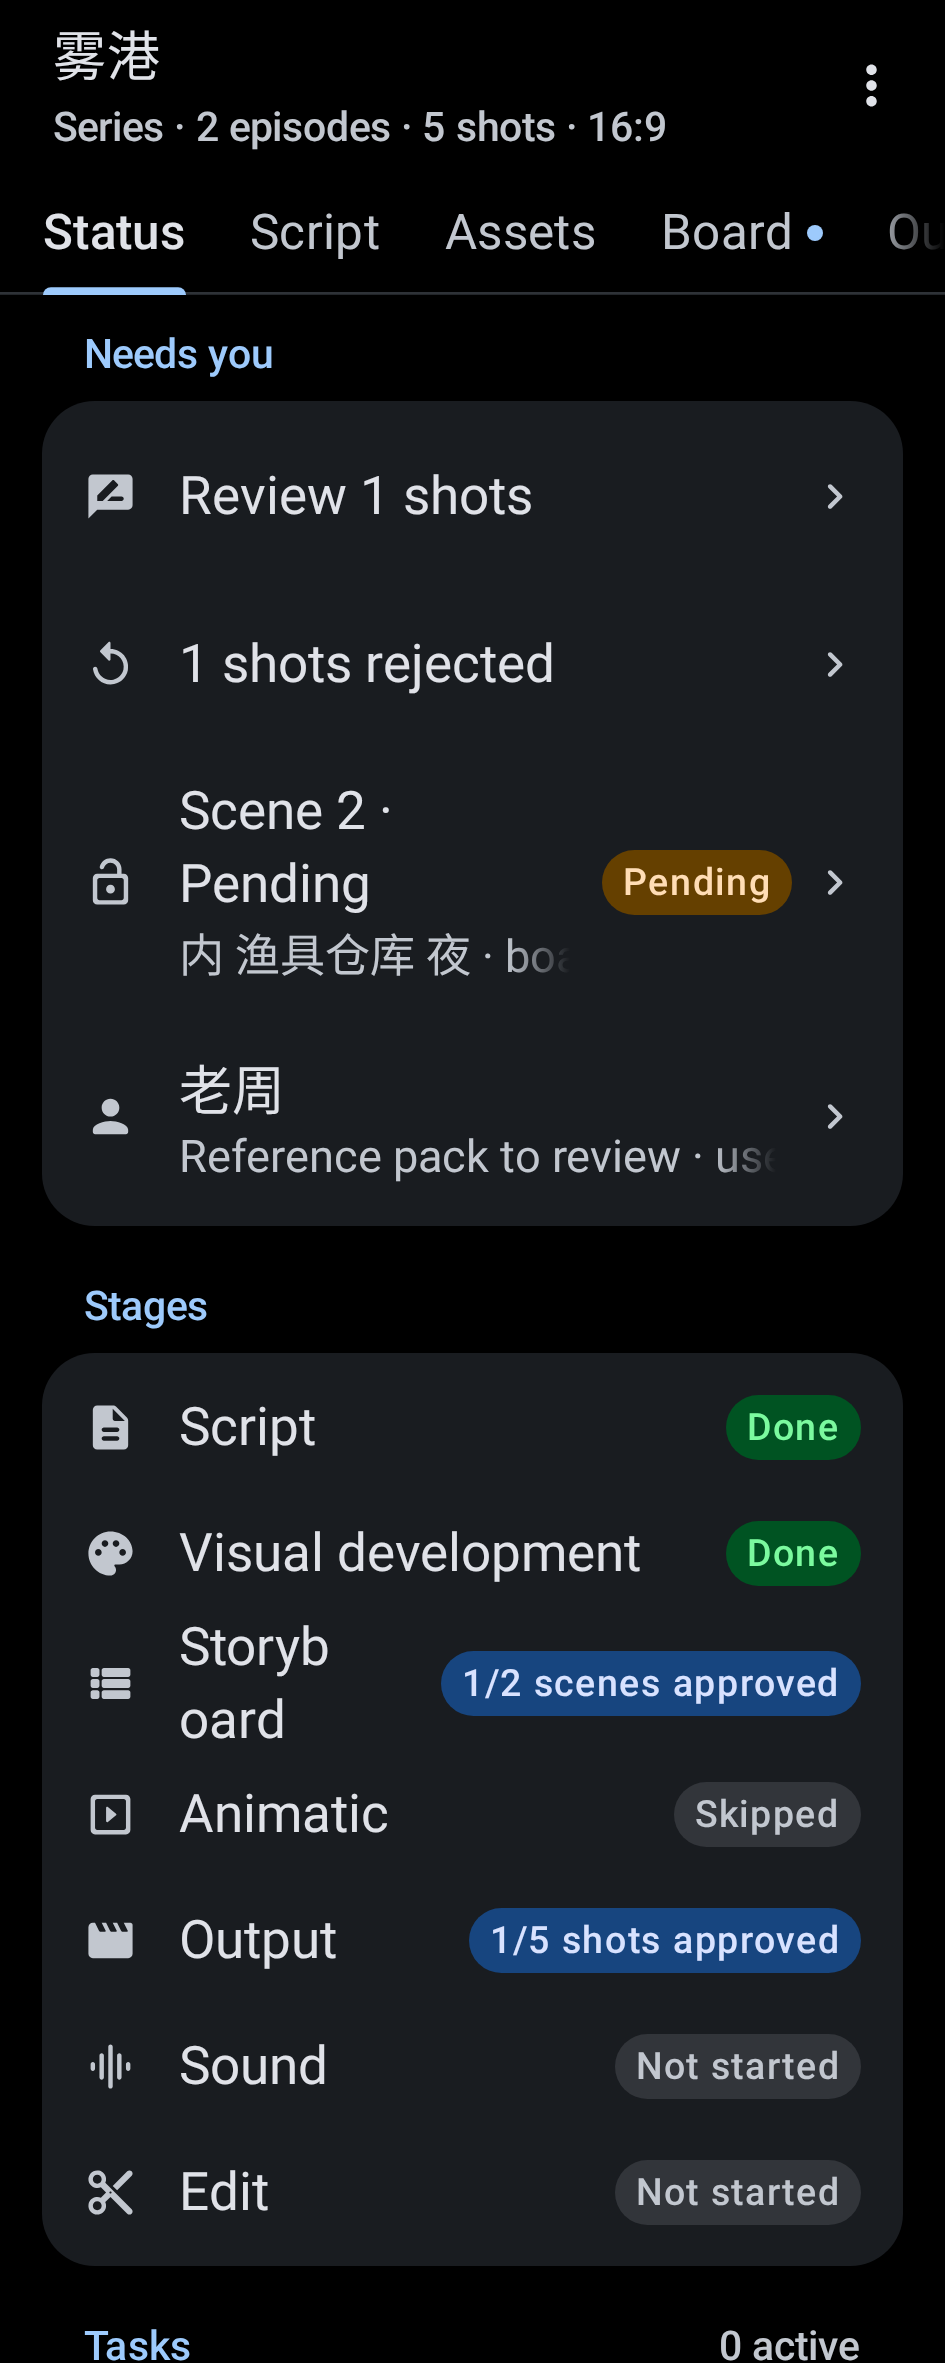 雾港
Series · 2 episodes · 5 shots · 16:9
Status Script Assets Board
Needs you
Review 1 shots
1 shots rejected
Scene 2 ·
Pending
Pending
内 渔具仓库 夜 ·
老周
Reference pack to review ·
Stages
Script Done
Visual development Done
Storyb
oard
1/2 scenes approved
Animatic Skipped
Output 1/5 shots approved
Sound Not started
Edit Not started
Tasks 0 active